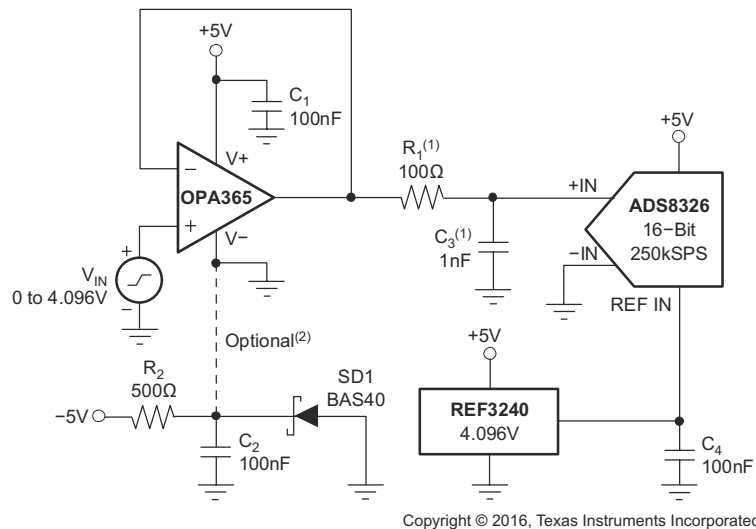 +5V
C1
100nF
V+
−
OPA365
+
V−
+
VIN
0 to 4.096V
−
R1(1)
100Ω
C3(1)
1nF
+5V
+IN
ADS8326
16−Bit
250kSPS
−IN
REF IN
Optional(2)
R2
500Ω
−5V
C2
100nF
SD1
BAS40
+5V
REF3240
4.096V
C4
100nF
Copyright © 2016, Texas Instruments Incorporated